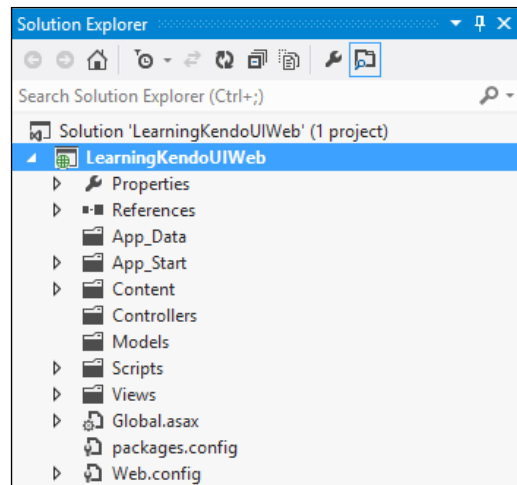 Solution Explorer
Search Solution Explorer (Ctrl+;)
Solution 'LearningKendoUIWeb' (1 project)
LearningKendoUIWeb
Properties
References
App_Data
App_Start
Content
Controllers
Models
Scripts
Views
Global.asax
packages.config
Web.config